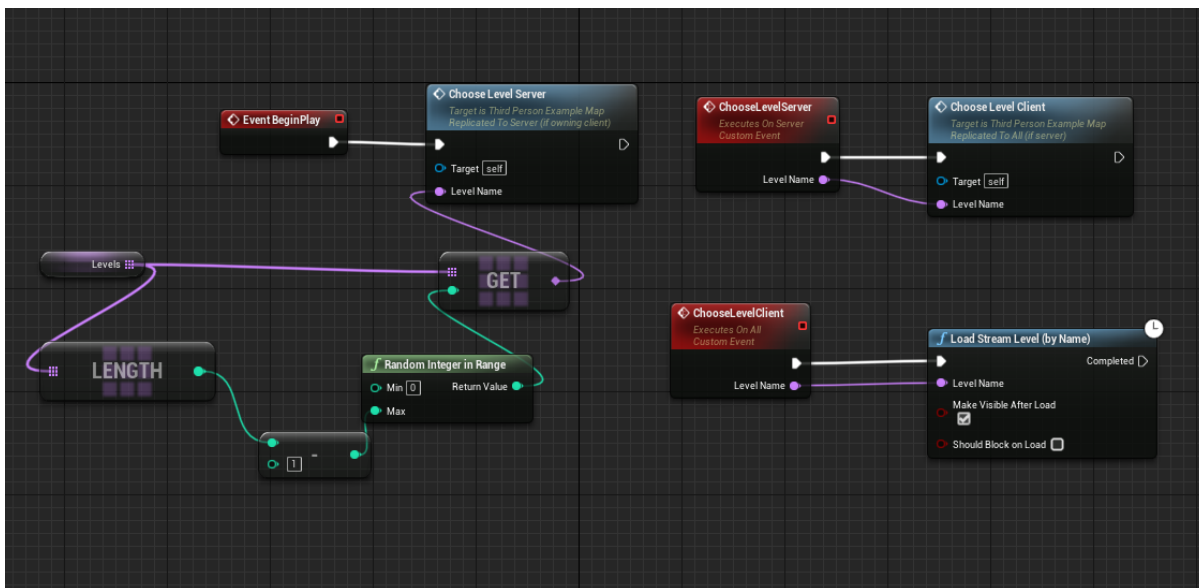 Event BeginPlay
Choose Level Server
Target is Third Person Example Map
Replicated To Server (if owning client)
Target self
Level Name
Levels
GET
LENGTH
Random Integer in Range
Min 0
Return Value
Max
1 -
ChooseLevelServer
Executes On Server
Custom Event
Level Name
Choose Level Client
Target is Third Person Example Map
Replicated To All (if server)
Target self
Level Name
ChooseLevelClient
Executes On All
Custom Event
Level Name
f Load Stream Level (by Name)
Completed
Level Name
Make Visible After Load
Should Block on Load